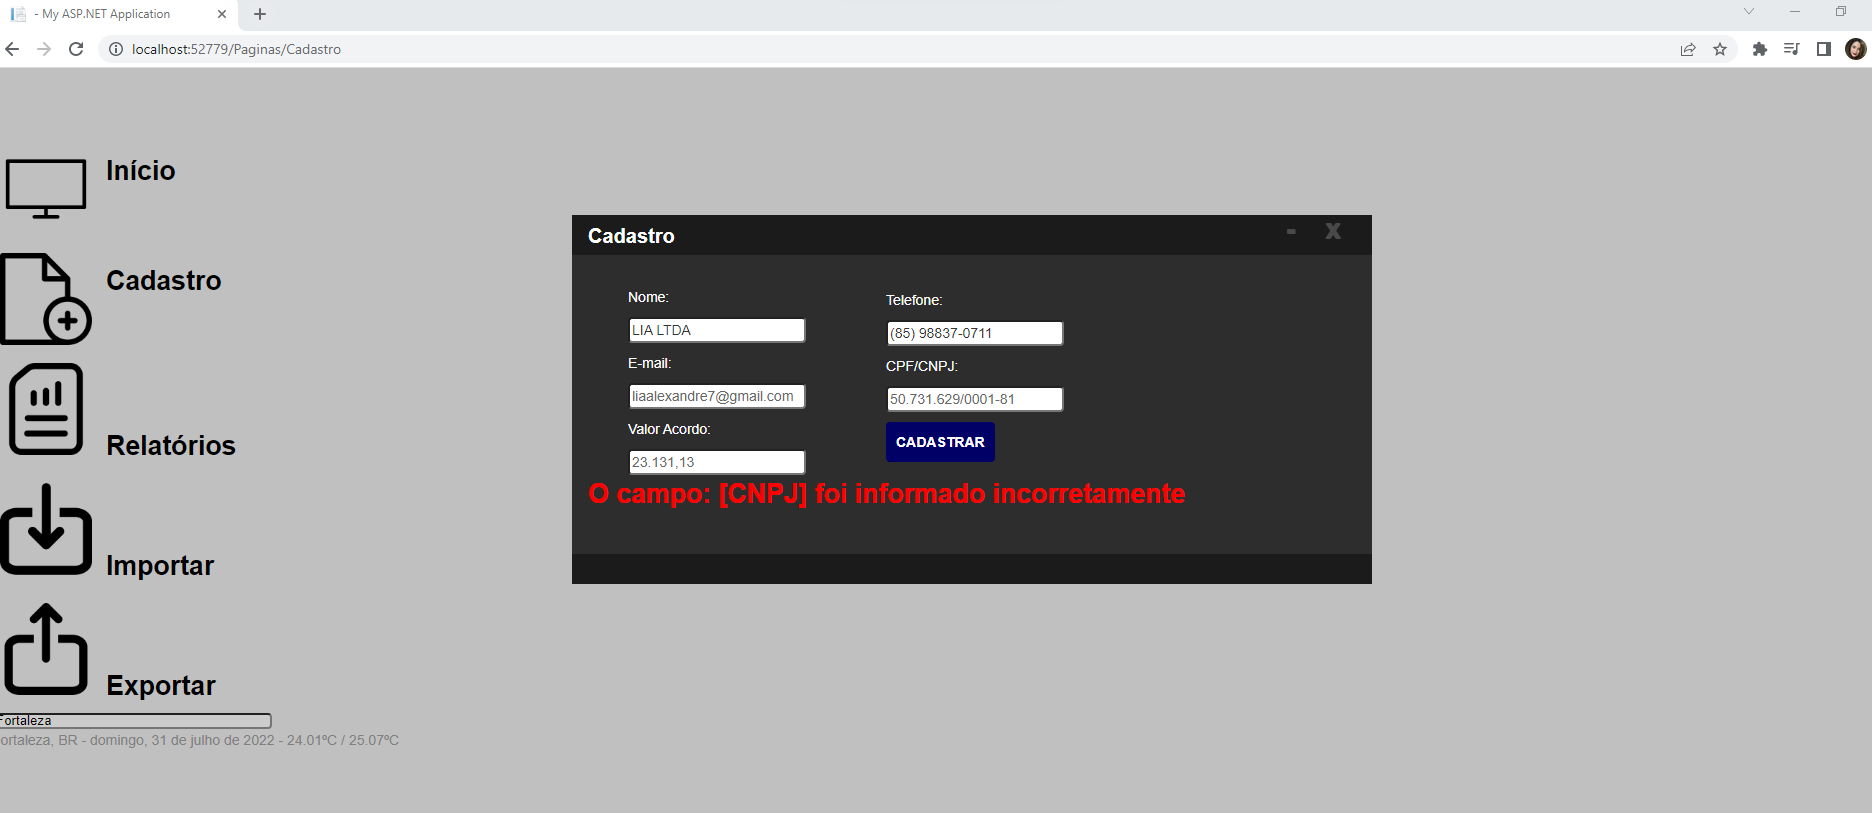 - My ASP.NET Application
localhost:52779/Paginas/Cadastro
Início
Cadastro
Relatórios
Importar
Exportar
Fortaleza
ortaleza, BR - domingo, 31 de julho de 2022 - 24.01ºC / 25.07ºC
Cadastro
- X
Nome:
LIA LTDA
E-mail:
liaalexandre7@gmail.com
Valor Acordo:
23.131,13
Telefone:
(85) 98837-0711
CPF/CNPJ:
50.731.629/0001-81
CADASTRAR
O campo: [CNPJ] foi informado incorretamente